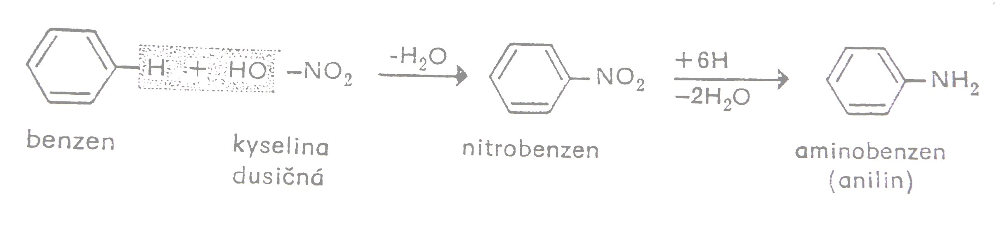 H + HO –NO₂
-H₂O
NO₂
+6H
−2H₂O
NH₂
benzen
kyselina
dusičná
nitrobenzen
aminobenzen
(anilin)